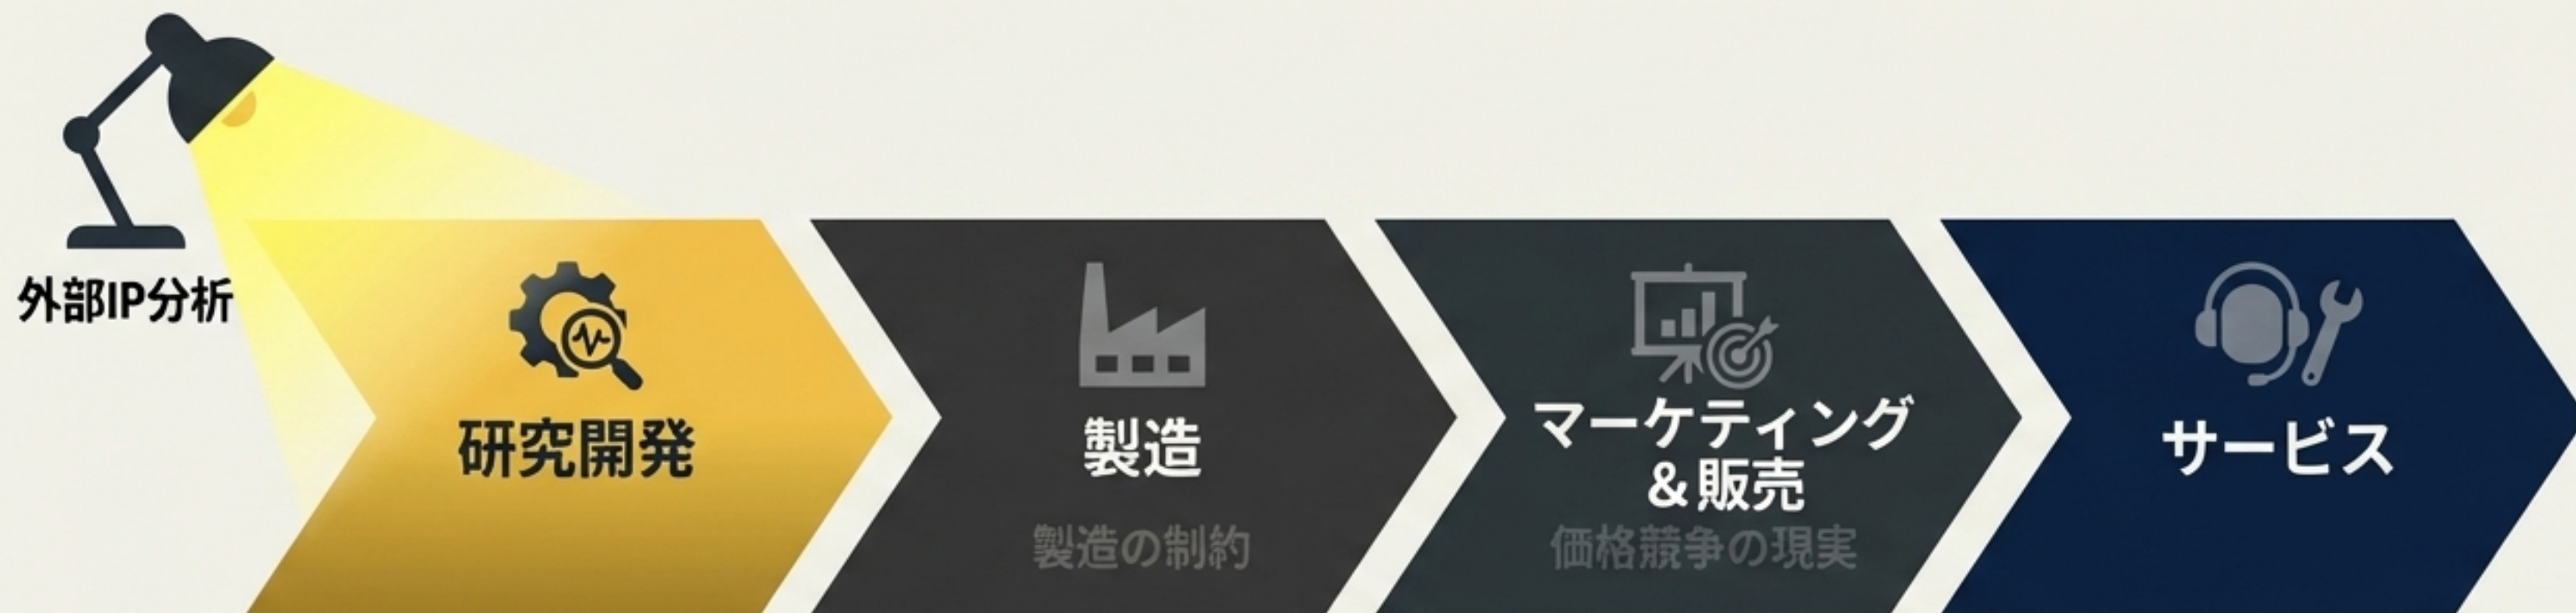 外部IP分析
研究開発
製造
製造の制約
マーケティング
&販売
価格競争の現実
サービス